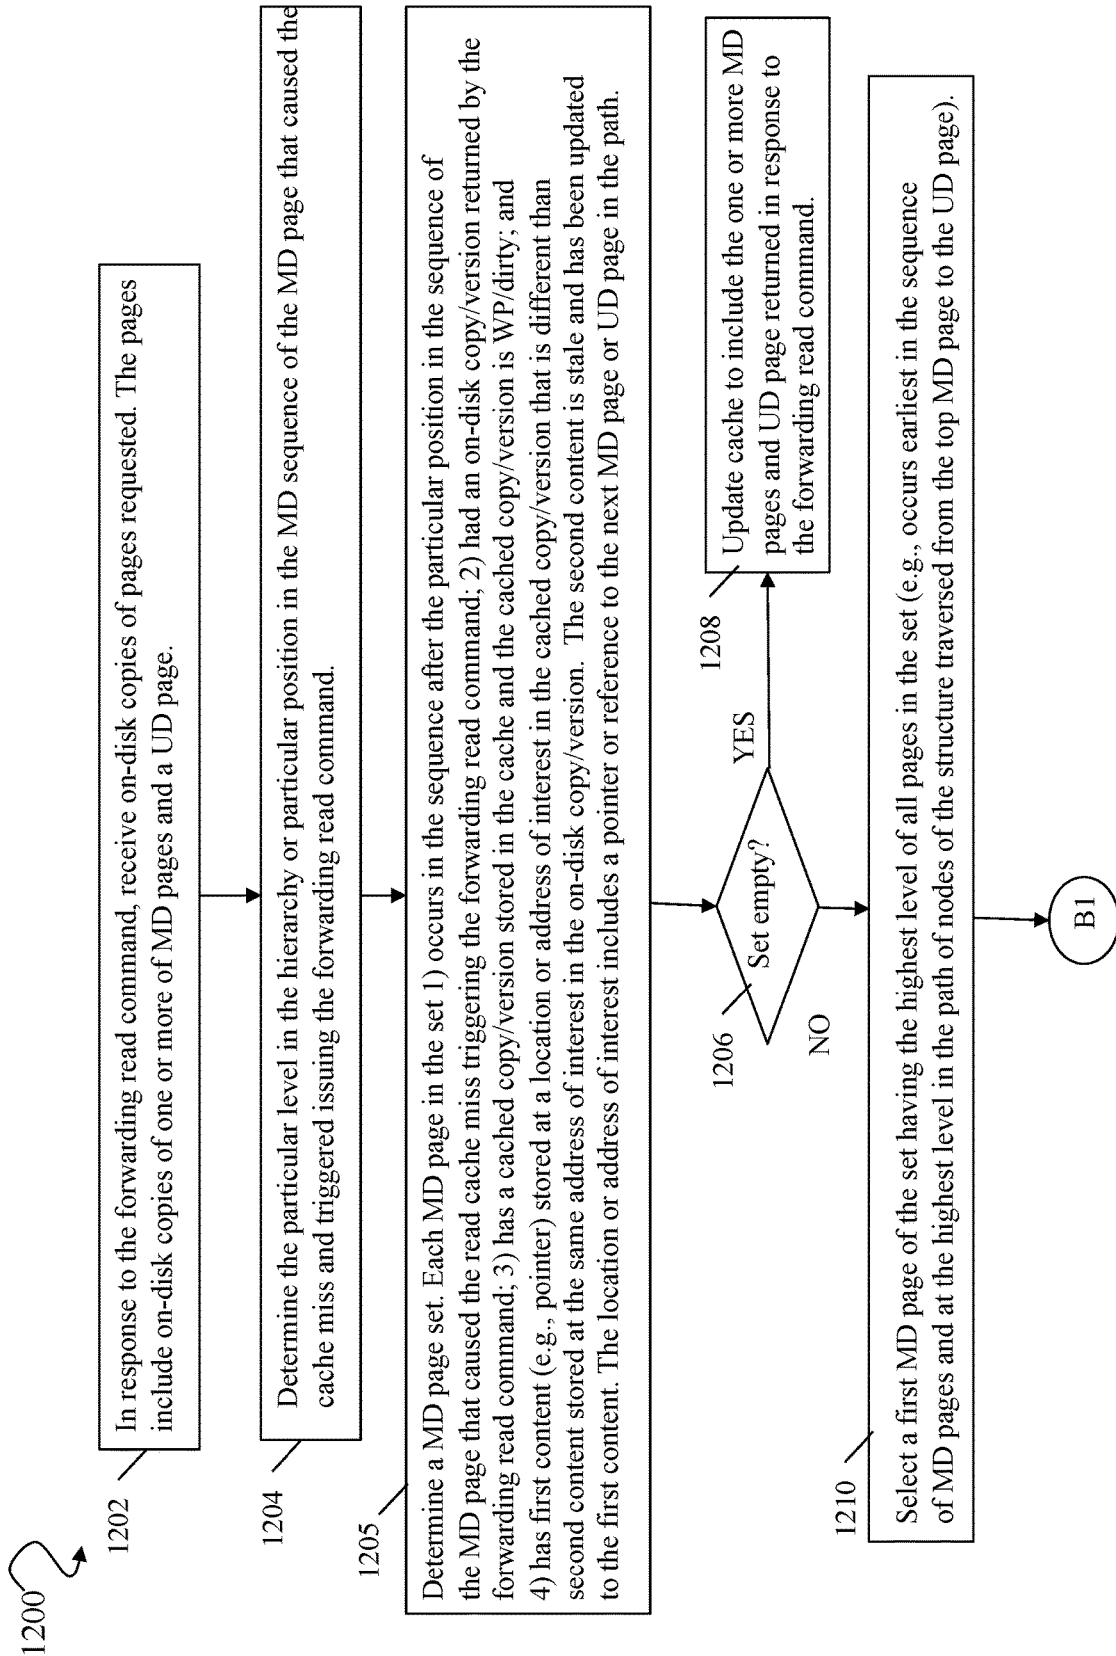 1200
1202
In response to the forwarding read command, receive on-disk copies of pages requested. The pages
include on-disk copies of one or more of MD pages and a UD page.
1204
Determine the particular level in the hierarchy or particular position in the MD sequence of the MD page that caused the
cache miss and triggered issuing the forwarding read command.
1205
Determine a MD page set. Each MD page in the set 1) occurs in the sequence after the particular position in the sequence of
the MD page that caused the read cache miss triggering the forwarding read command; 2) had an on-disk copy/version returned by the
forwarding read command; 3) has a cached copy/version stored in the cache and the cached copy/version is WP/dirty; and
4) has first content (e.g., pointer) stored at a location or address of interest in the cached copy/version that is different than
second content stored at the same address of interest in the on-disk copy/version. The second content is stale and has been updated
to the first content. The location or address of interest includes a pointer or reference to the next MD page or UD page in the path.
1206
Set empty?
YES
NO
1208
Update cache to include the one or more MD
pages and UD page returned in response to
the forwarding read command.
1210
Select a first MD page of the set having the highest level of all pages in the set (e.g., occurs earliest in the sequence
of MD pages and at the highest level in the path of nodes of the structure traversed from the top MD page to the UD page).
B1